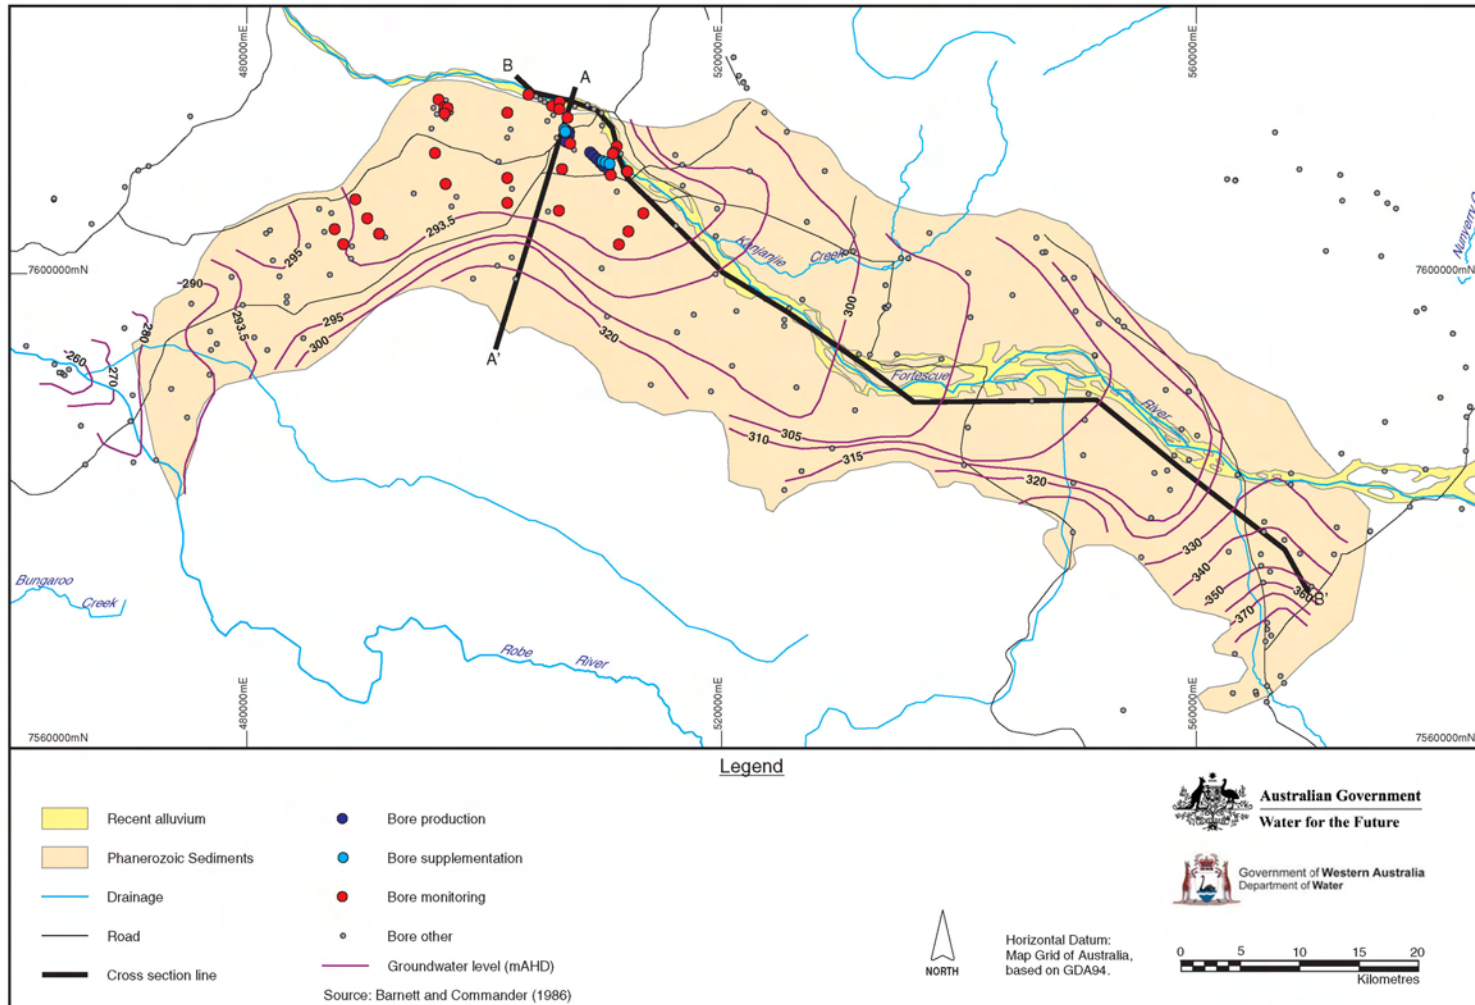 480000mE
520000mE
560000mE
B
A
Kanjanjie
Creek
Nunyerry C
7600000mN
7600000mN
293.5
295
-290
293.5
280
-260
270
295
300
320
A'
300
Fortescue
River
305
310
315
320
330
340
-350
360
370
B'
Bungaroo
Creek
Robe
River
480000mE
520000mE
560000mE
7560000mN
7560000mN
Legend
Recent alluvium
Phanerozoic Sediments
Drainage
Road
Cross section line
Bore production
Bore supplementation
Bore monitoring
Bore other
Groundwater level (mAHD)
Source: Barnett and Commander (1986)
NORTH
Horizontal Datum:
Map Grid of Australia,
based on GDA94.
Australian Government
Water for the Future
Government of Western Australia
Department of Water
0 5 10 15 20
Kilometres